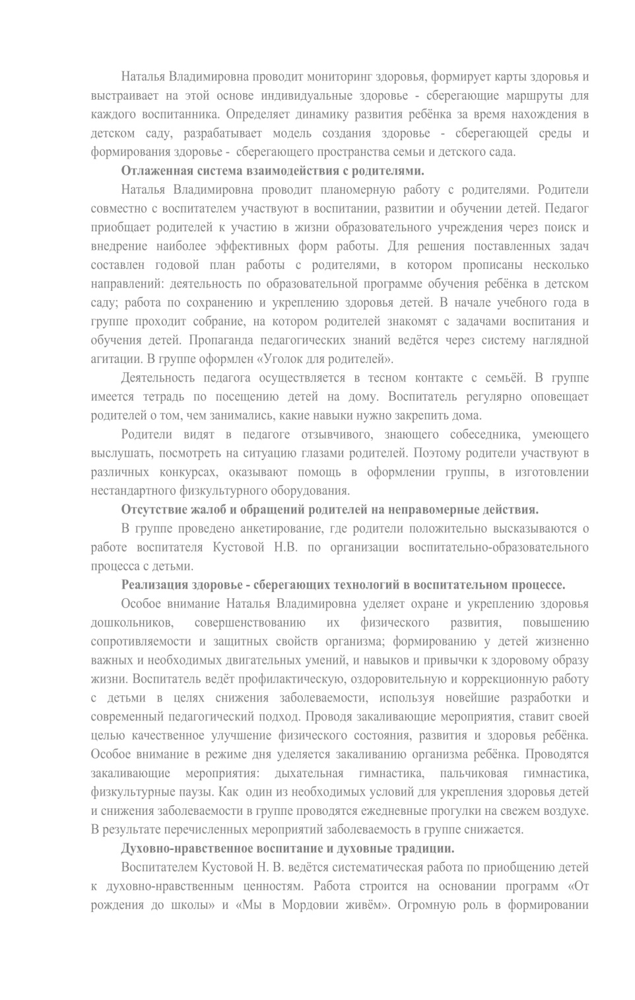 Наталья Владимировна проводит мониторинг здоровья, формирует карты здоровья и
выстраивает на этой основе индивидуальные здоровье - сберегающие маршруты для
каждого воспитанника. Определяет динамику развития ребёнка за время нахождения в
детском саду, разрабатывает модель создания здоровье - сберегающей среды и
формирования здоровье -  сберегающего пространства семьи и детского сада.
Отлаженная система взаимодействия с родителями.
Наталья Владимировна проводит планомерную работу с родителями. Родители
совместно с воспитателем участвуют в воспитании, развитии и обучении детей. Педагог
приобщает родителей к участию в жизни образовательного учреждения через поиск и
внедрение наиболее эффективных форм работы. Для решения поставленных задач
составлен годовой план работы с родителями, в котором прописаны несколько
направлений: деятельность по образовательной программе обучения ребёнка в детском
саду; работа по сохранению и укреплению здоровья детей. В начале учебного года в
группе проходит собрание, на котором родителей знакомят с задачами воспитания и
обучения детей. Пропаганда педагогических знаний ведётся через систему наглядной
агитации. В группе оформлен «Уголок для родителей».
Деятельность педагога осуществляется в тесном контакте с семьёй. В группе
имеется тетрадь по посещению детей на дому. Воспитатель регулярно оповещает
родителей о том, чем занимались, какие навыки нужно закрепить дома.
Родители видят в педагоге отзывчивого, знающего собеседника, умеющего
выслушать, посмотреть на ситуацию глазами родителей. Поэтому родители участвуют в
различных конкурсах, оказывают помощь в оформлении группы, в изготовлении
нестандартного физкультурного оборудования.
Отсутствие жалоб и обращений родителей на неправомерные действия.
В группе проведено анкетирование, где родители положительно высказываются о
работе воспитателя Кустовой Н.В. по организации воспитательно-образовательного
процесса с детьми.
Реализация здоровье - сберегающих технологий в воспитательном процессе.
Особое внимание Наталья Владимировна уделяет охране и укреплению здоровья
дошкольников, совершенствованию их физического развития, повышению
сопротивляемости и защитных свойств организма; формированию у детей жизненно
важных и необходимых двигательных умений, и навыков и привычки к здоровому образу
жизни. Воспитатель ведёт профилактическую, оздоровительную и коррекционную работу
с детьми в целях снижения заболеваемости, используя новейшие разработки и
современный педагогический подход. Проводя закаливающие мероприятия, ставит своей
целью качественное улучшение физического состояния, развития и здоровья ребёнка.
Особое внимание в режиме дня уделяется закаливанию организма ребёнка. Проводятся
закаливающие мероприятия: дыхательная гимнастика, пальчиковая гимнастика,
физкультурные паузы. Как  один из необходимых условий для укрепления здоровья детей
и снижения заболеваемости в группе проводятся ежедневные прогулки на свежем воздухе.
В результате перечисленных мероприятий заболеваемость в группе снижается.
Духовно-нравственное воспитание и духовные традиции.
Воспитателем Кустовой Н. В. ведётся систематическая работа по приобщению детей
к духовно-нравственным ценностям. Работа строится на основании программ «От
рождения до школы» и «Мы в Мордовии живём». Огромную роль в формировании